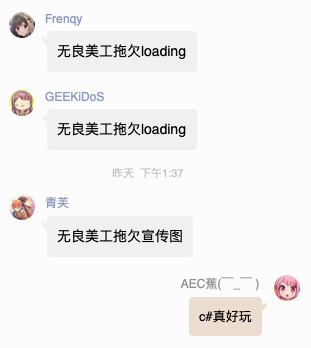 Frenqy
无良美工拖欠loading
GEEKiDoS
无良美工拖欠loading
昨天 下午1:37
青芙
无良美工拖欠宣传图
AEC蕉(￣_￣ )
c#真好玩